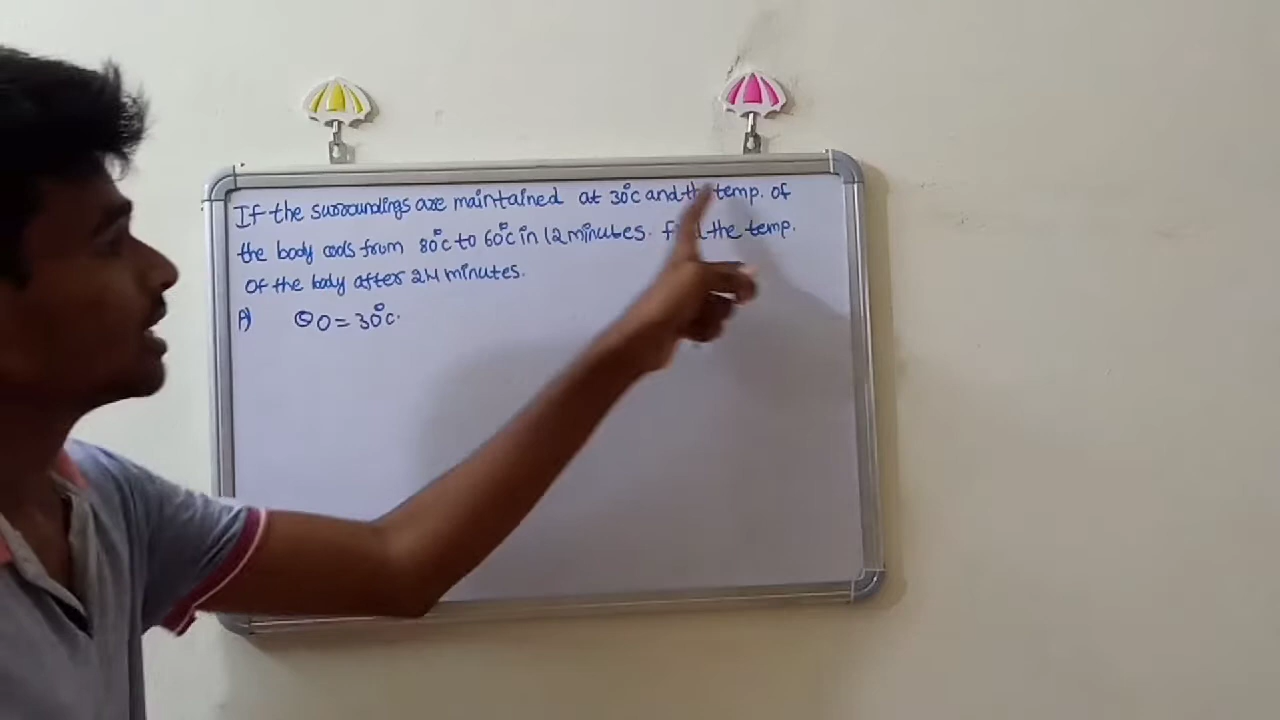 If the surroundings are maintained at 30°C and the temp. of
the body cools from 80°C to 60°C in 12 minutes. find the temp.
of the body after 24 minutes.
A) θ0 = 30°C.